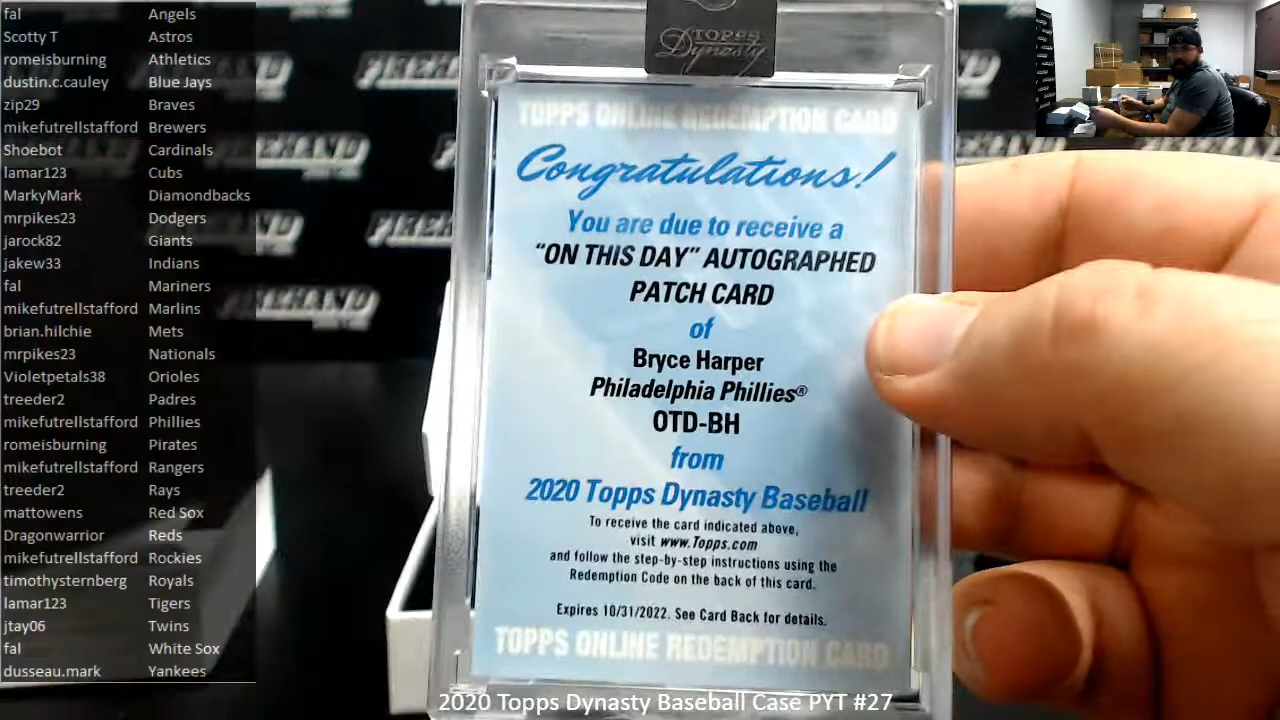 fal Angels
Scotty T Astros
romeisburning Athletics
dustin.c.cauley Blue Jays
zip29 Braves
mikefutrellstafford Brewers
Shoebot Cardinals
lamar123 Cubs
MarkyMark Diamondbacks
mrpikes23 Dodgers
jarock82 Giants
jakew33 Indians
fal Mariners
mikefutrellstafford Marlins
brian.hilchie Mets
mrpikes23 Nationals
Violetpetals38 Orioles
treeder2 Padres
mikefutrellstafford Phillies
romeisburning Pirates
mikefutrellstafford Rangers
treeder2 Rays
mattowens Red Sox
Dragonwarrior Reds
mikefutrellstafford Rockies
timothysternberg Royals
lamar123 Tigers
jtay06 Twins
fal White Sox
dusseau.mark Yankees
TOPPS
Dynasty
TOPPS ONLINE REDEMPTION CARD
Congratulations!
You are due to receive a
“ON THIS DAY” AUTOGRAPHED
PATCH CARD
of
Bryce Harper
Philadelphia Phillies®
OTD-BH
from
2020 Topps Dynasty Baseball
To receive the card indicated above,
visit www.Topps.com
and follow the step-by-step instructions using the
Redemption Code on the back of this card.
Expires 10/31/2022. See Card Back for details.
TOPPS ONLINE REDEMPTION CARD
2020 Topps Dynasty Baseball Case PYT #27